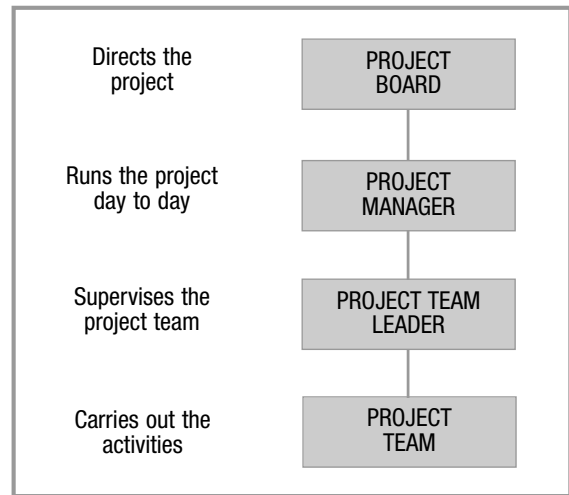 Directs the
project
PROJECT
BOARD
Runs the project
day to day
PROJECT
MANAGER
Supervises the
project team
PROJECT TEAM
LEADER
Carries out the
activities
PROJECT
TEAM